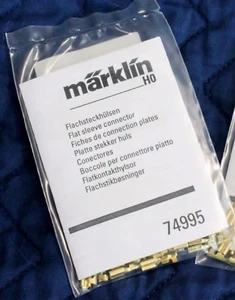 märklin
H0
Flachsteckhülsen
Flat sleeve connector
Fiches de connection plates
Platte stekker huls
Conectores
Boccole per connettore piatto
Flatkontakthylsor
Flachstikbøsninger
74995